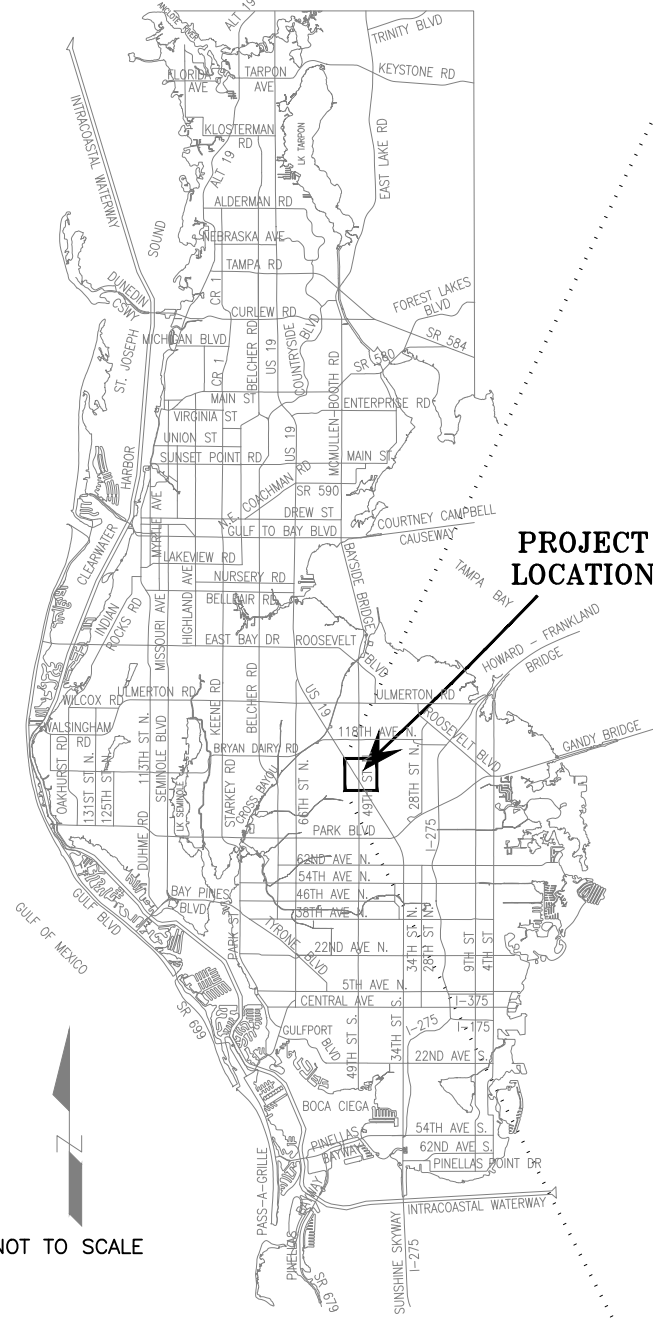 ANCLOTE RIVER
ALT 19
TRINITY BLVD
FLORIDA
AVE
TARPON
AVE
KEYSTONE RD
KLOSTERMAN
RD
LK TARPON
EAST LAKE RD
INTRACOASTAL WATERWAY
ALT 19
ALDERMAN RD
SOUND
NEBRASKA AVE
TAMPA RD
DUNEDIN
CSWY
CR 1
FOREST LAKES
BLVD
CURLEW RD
ST. JOSEPH
MICHIGAN BLVD
BELCHER RD
US 19
COUNTRYSIDE
BLVD
SR 584
SR 580
CR 1
MCMULLEN-BOOTH RD
MAIN ST
ENTERPRISE RD
VIRGINIA ST
UNION ST
US 19
SUNSET POINT RD
MAIN ST
HARBOR
N.E. COACHMAN RD
SR 590
MYRTLE AVE
DREW ST
COURTNEY CAMPBELL
CAUSEWAY
GULF TO BAY BLVD
CLEARWATER
LAKEVIEW RD
BAYSIDE BRIDGE
PROJECT
LOCATION
HIGHLAND AVE
NURSERY RD
TAMPA BAY
BELLEAIR RD
INDIAN
ROCKS RD
MISSOURI AVE
EAST BAY DR
ROOSEVELT
BLVD
HOWARD - FRANKLAND
BRIDGE
WILCOX RD
ULMERTON RD
KEENE RD
BELCHER RD
US 19
ULMERTON RD
ROOSEVELT BLVD
WALSINGHAM
RD
118TH AVE N.
GANDY BRIDGE
OAKHURST RD
131ST ST N.
125TH ST N.
113TH ST N.
SEMINOLE BLVD
BRYAN DAIRY RD
STARKEY RD
CROSS BAYOU
66TH ST N.
49TH ST
28TH ST N.
LK SEMINOLE
DUHME RD
PARK BLVD
I-275
62ND AVE N.
54TH AVE N.
46TH AVE N.
38TH AVE N.
BAY PINES
BLVD
GULF BLVD
GULF OF MEXICO
PARK ST
TYRONE BLVD
22ND AVE N.
34TH ST N.
28TH ST N.
9TH ST
4TH ST
5TH AVE N.
CENTRAL AVE
I-375
SR 699
GULFPORT
BLVD
49TH ST S.
34TH ST S.
I-275
I-175
22ND AVE S.
BOCA CIEGA
54TH AVE S.
PINELLAS
BAYWAY
62ND AVE S.
PINELLAS POINT DR
Z
PASS-A-GRILLE
PINELLAS
BAYWAY
INTRACOASTAL WATERWAY
NOT TO SCALE
SR 679
SUNSHINE SKYWAY
I-275